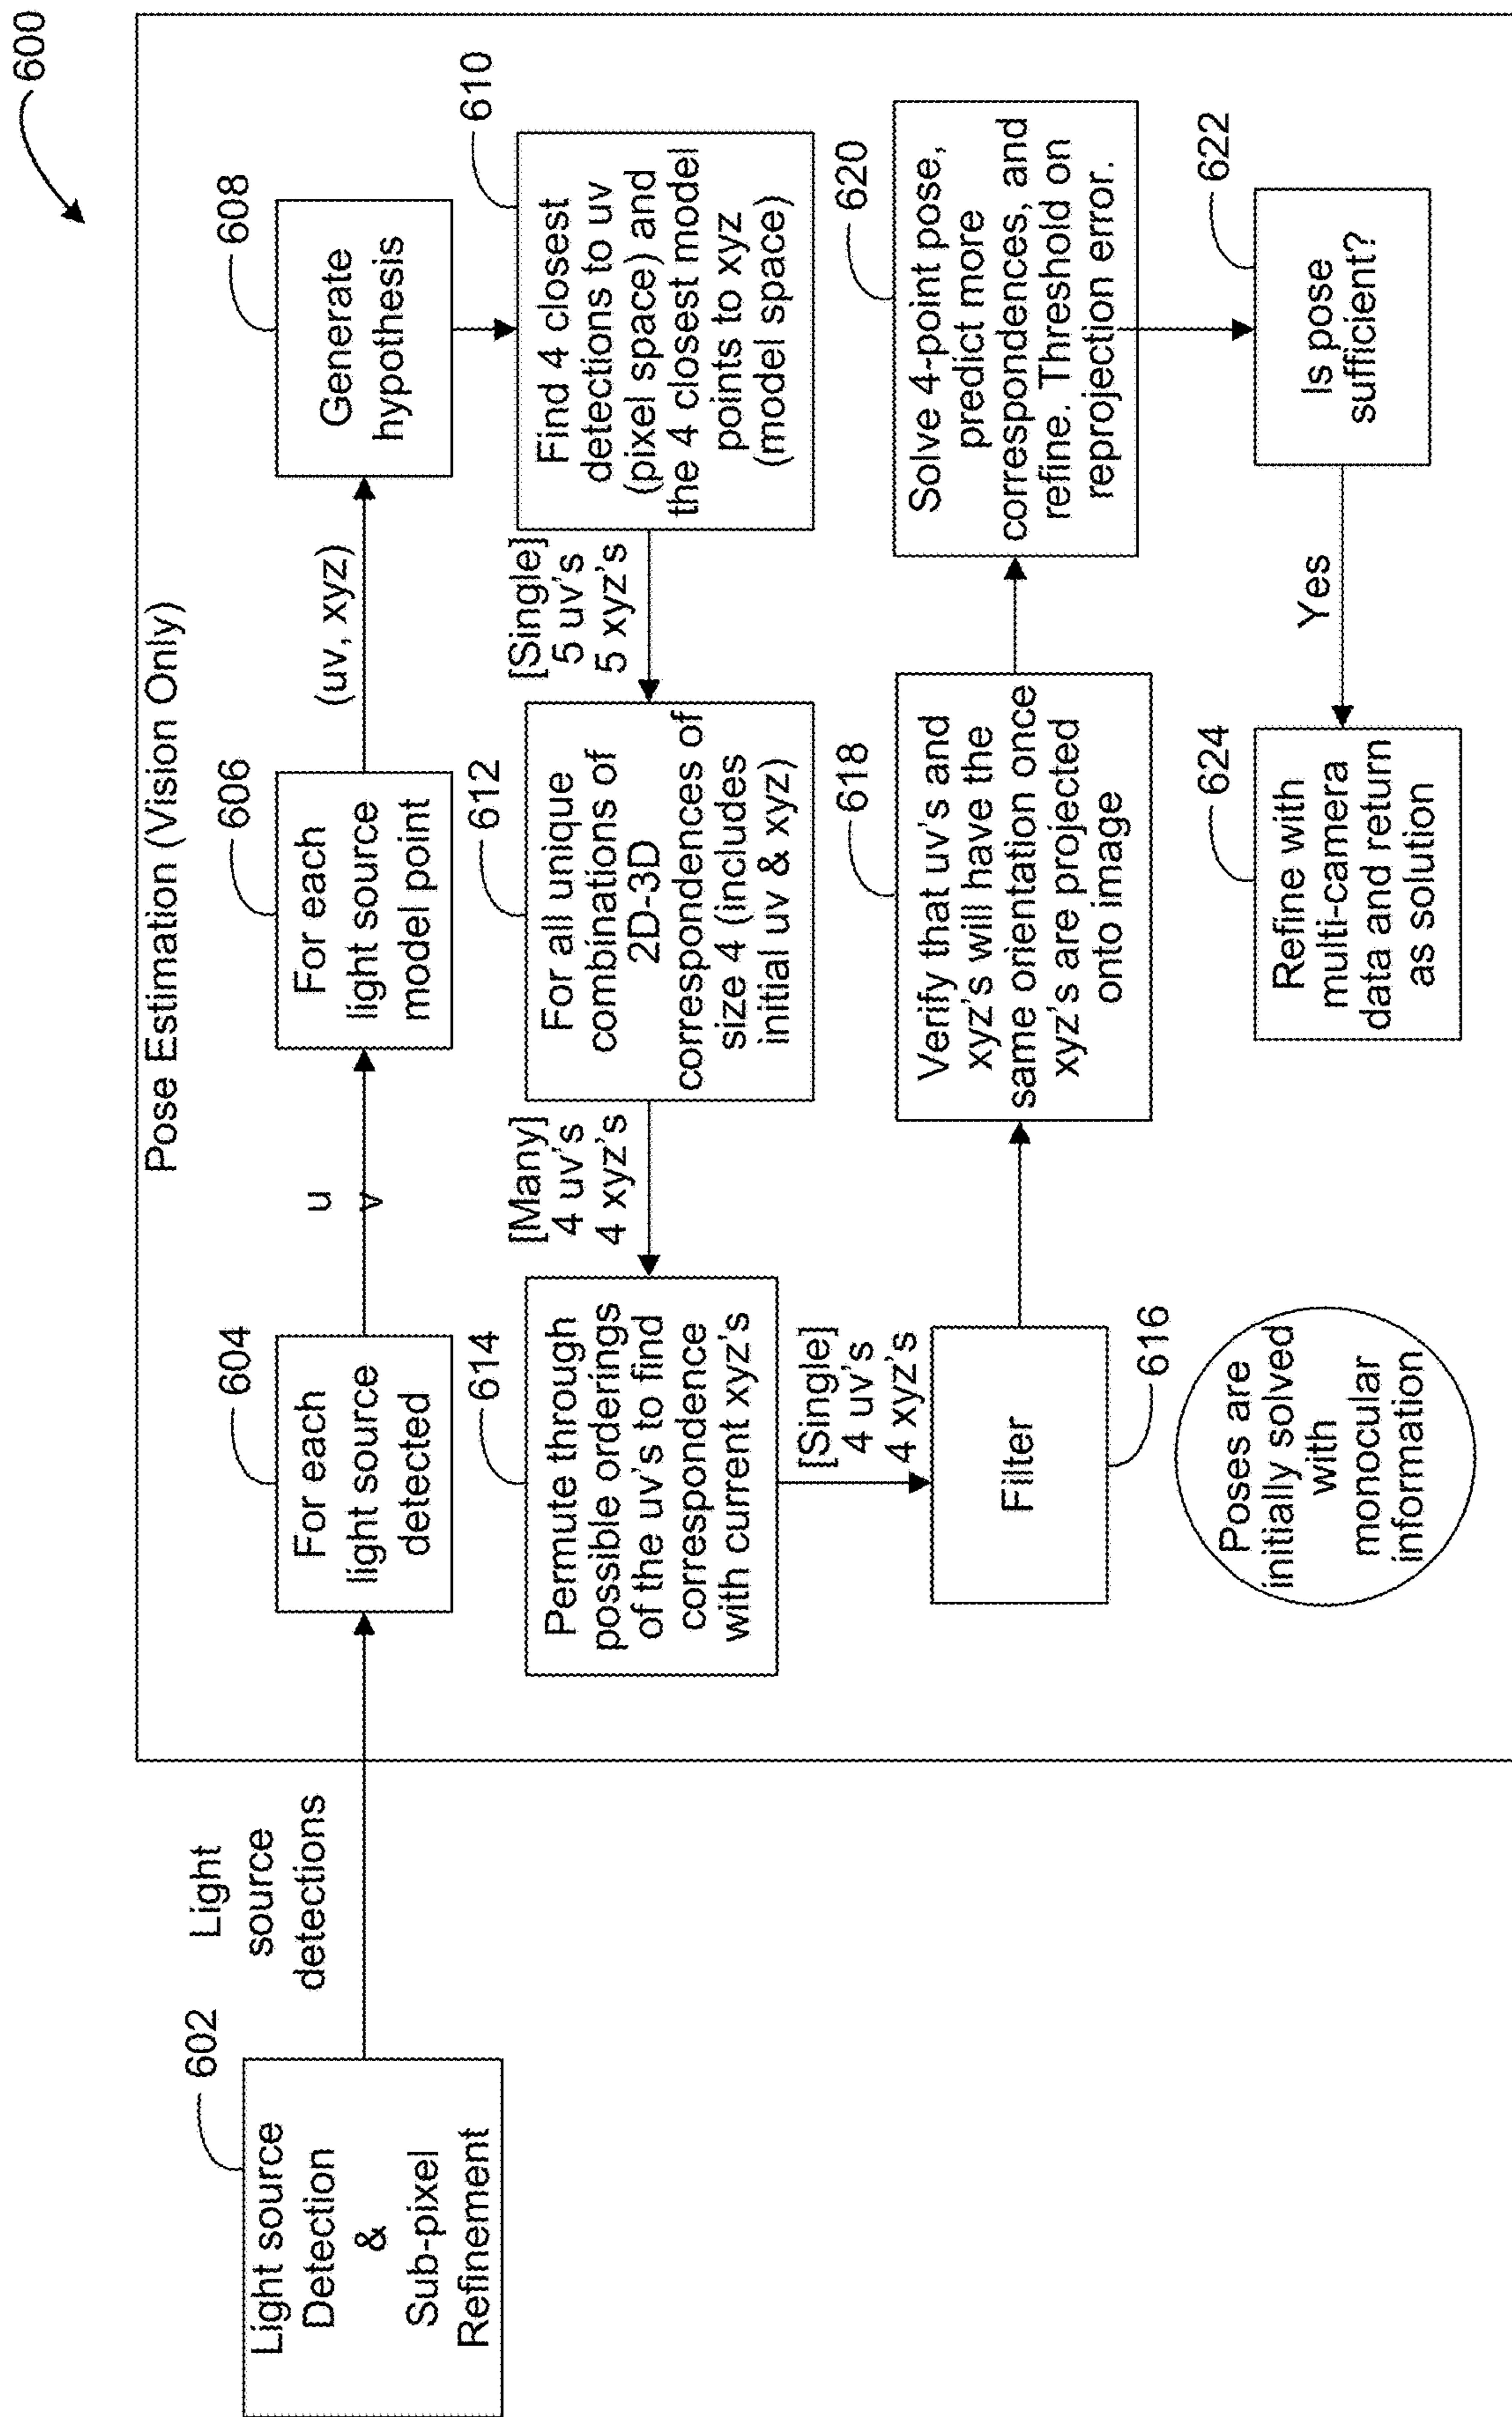 600
Pose Estimation (Vision Only)
602
Light source
Detection
&
Sub-pixel
Refinement
Light
source
detections
604
For each
light source
detected
u
v
606
For each
light source
model point
(uv, xyz)
608
Generate
hypothesis
610
Find 4 closest
detections to uv
(pixel space) and
the 4 closest model
points to xyz
(model space)
[Single]
5 uv's
5 xyz's
612
For all unique
combinations of
2D-3D
correspondences of
size 4 (includes
initial uv & xyz)
[Many]
4 uv's
4 xyz's
614
Permute through
possible orderings
of the uv's to find
correspondence
with current xyz's
[Single]
4 uv's
4 xyz's
Filter
616
618
Verify that uv's and
xyz's will have the
same orientation once
xyz's are projected
onto image
620
Solve 4-point pose,
predict more
correspondences, and
refine. Threshold on
reprojection error.
622
Is pose
sufficient?
Yes
624
Refine with
multi-camera
data and return
as solution
Poses are
initially solved
with
monocular
information